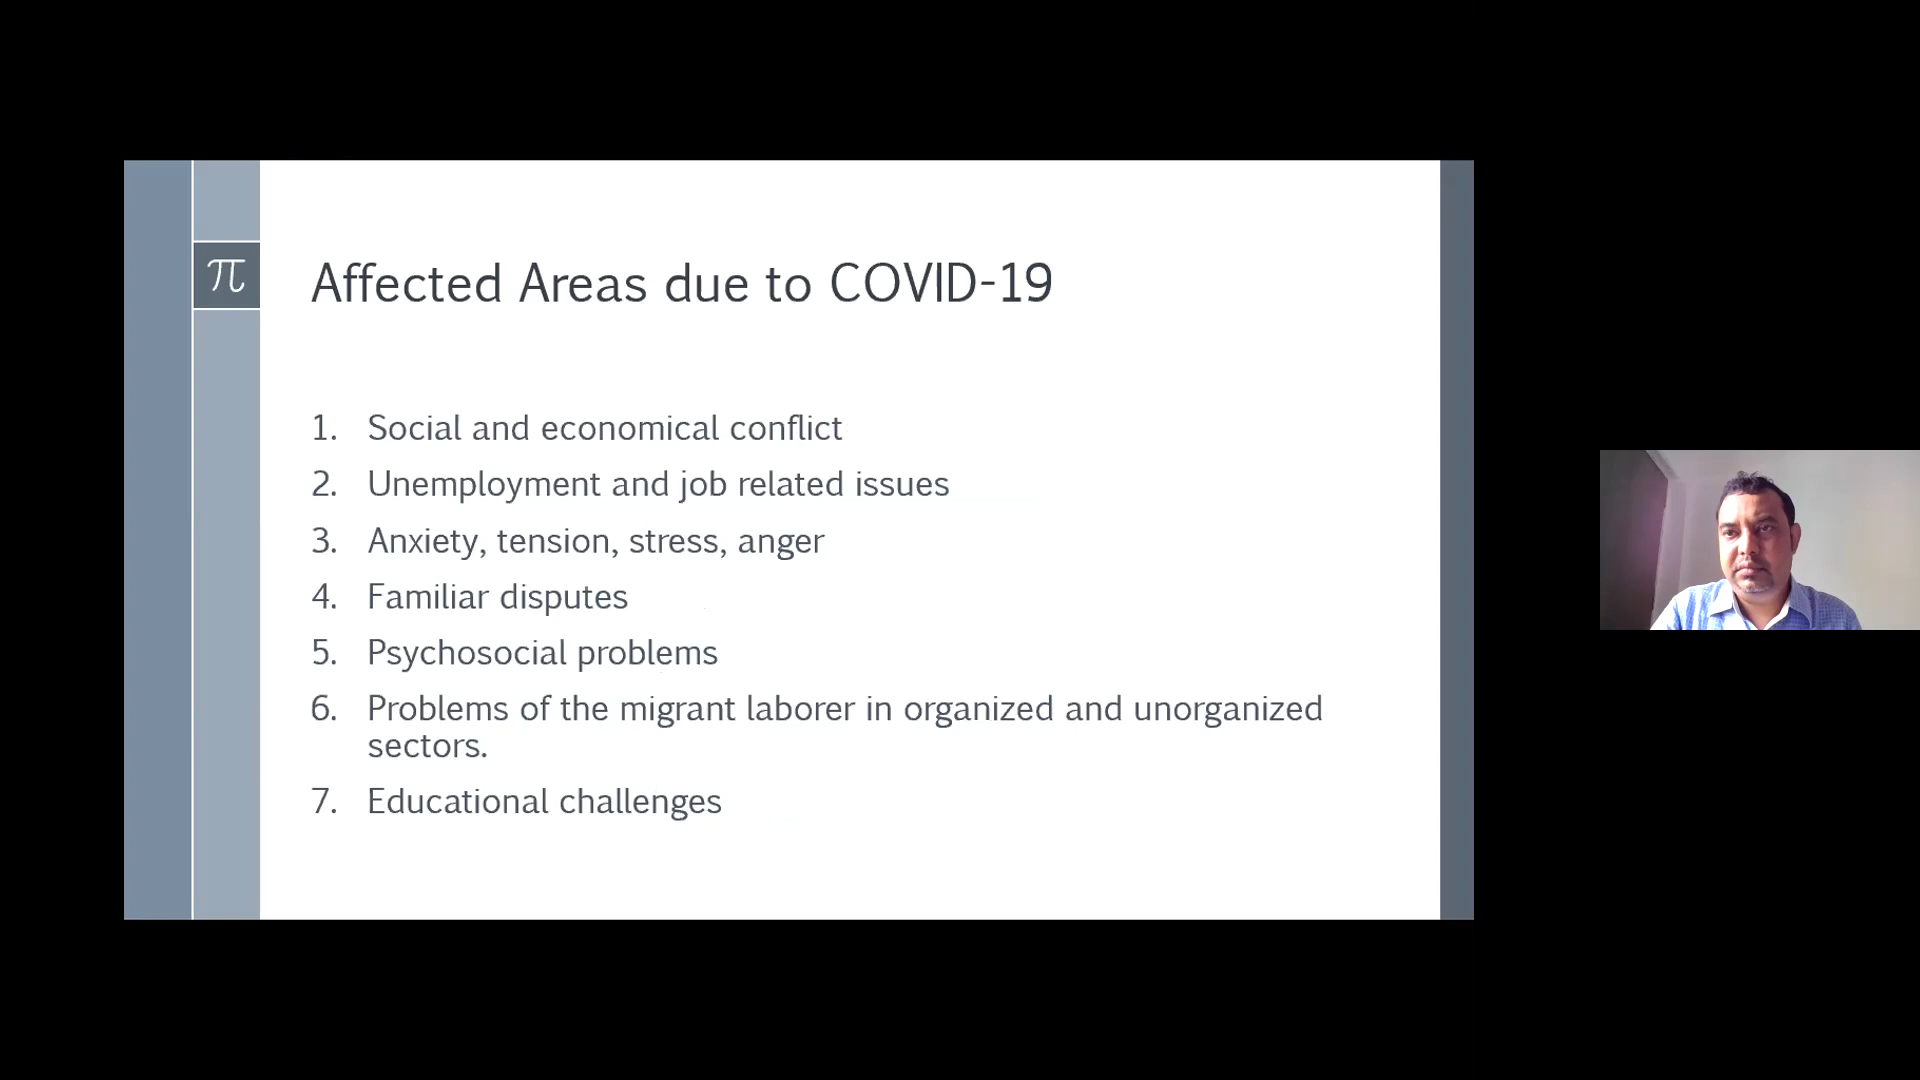 π
Affected Areas due to COVID-19
1. Social and economical conflict
2. Unemployment and job related issues
3. Anxiety, tension, stress, anger
4. Familiar disputes
5. Psychosocial problems
6. Problems of the migrant laborer in organized and unorganized
sectors.
7. Educational challenges